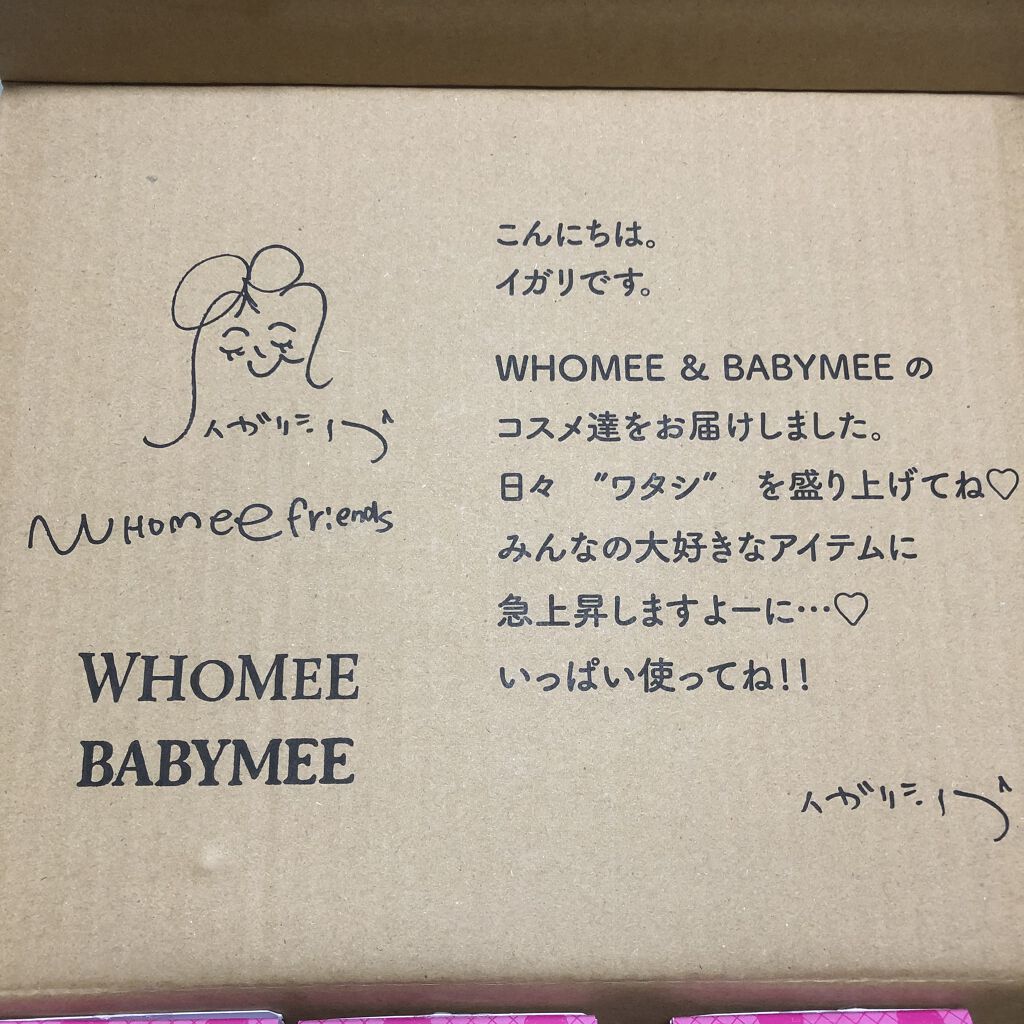 イガリシノブ
WHOMEE friends
WHOMEE
BABYMEE
こんにちは。
イガリです。
WHOMEE & BABYMEE の
コスメ達をお届けしました。
日々 ”ワタシ” を盛り上げてね♡
みんなの大好きなアイテムに
急上昇しますよーに…♡
いっぱい使ってね!!
イガリシノブ